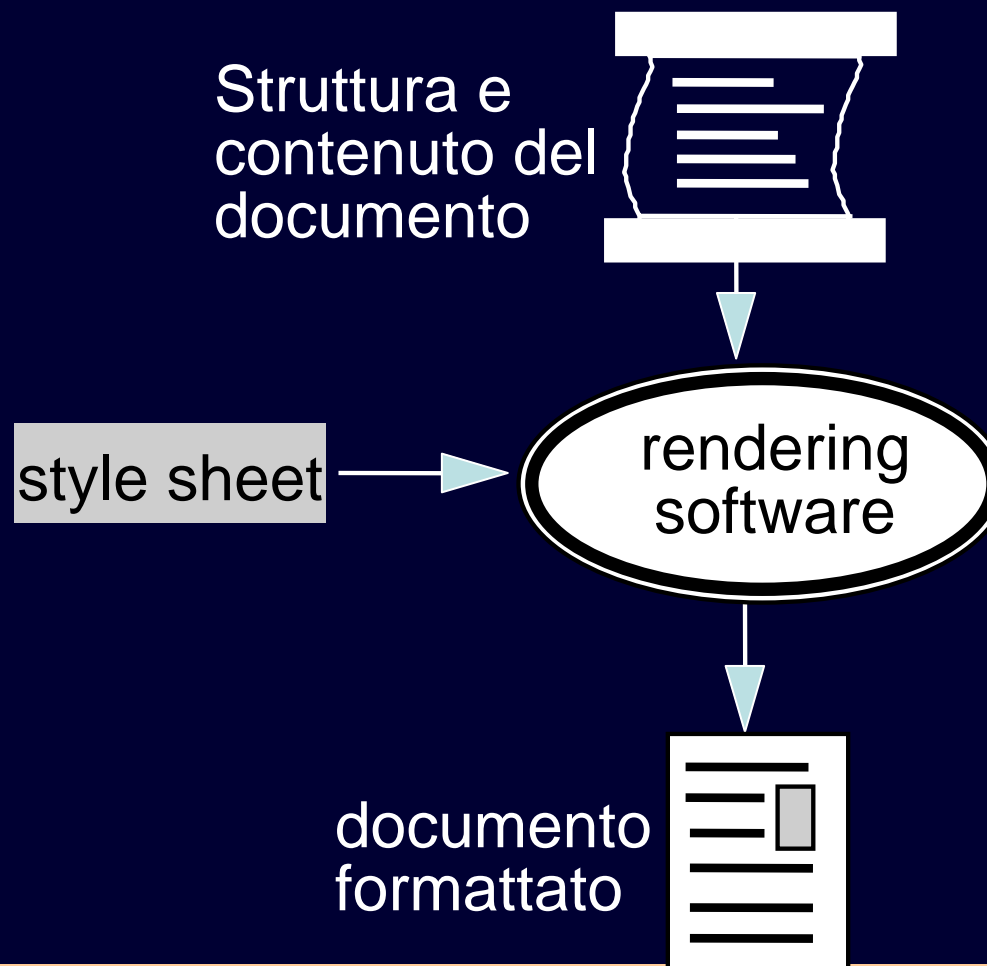 Struttura e
contenuto del
documento
style sheet
rendering
software
documento
formattato